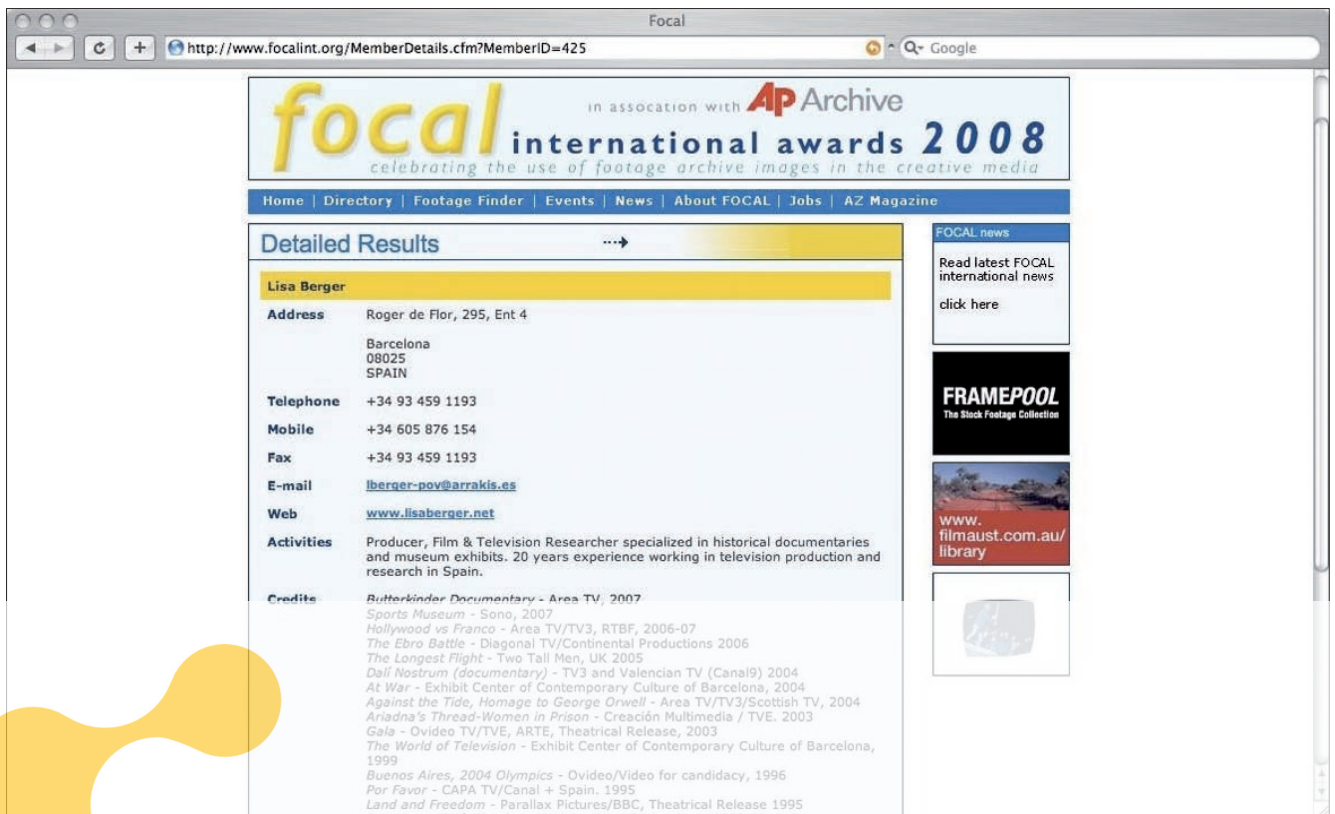 Focal
http://www.focalint.org/MemberDetails.cfm?MemberID=425
Google
focal
in assocation with AP Archive
international awards 2008
celebrating the use of footage archive images in the creative media
Home | Directory | Footage Finder | Events | News | About FOCAL | Jobs | AZ Magazine
Detailed Results
Lisa Berger
Address Roger de Flor, 295, Ent 4
Barcelona
08025
SPAIN
Telephone +34 93 459 1193
Mobile +34 605 876 154
Fax +34 93 459 1193
E-mail lberger-pov@arrakis.es
Web www.lisaberger.net
Activities Producer, Film & Television Researcher specialized in historical documentaries
and museum exhibits. 20 years experience working in television production and
research in Spain.
Credits Butterkinder Documentary - Area TV, 2007
Sports Museum - Sono, 2007
Hollywood vs Franco - Area TV/TV3, RTBF, 2006-07
The Ebro Battle - Diagonal TV/Continental Productions 2006
The Longest Flight - Two Tall Men, UK 2005
Dalí Nostrum (documentary) - TV3 and Valencian TV (Canal9) 2004
At War - Exhibit Center of Contemporary Culture of Barcelona, 2004
Against the Tide, Homage to George Orwell - Area TV/TV3/Scottish TV, 2004
Ariadna's Thread-Women in Prison - Creación Multimedia / TVE. 2003
Gala - Ovideo TV/TVE, ARTE, Theatrical Release, 2003
The World of Television - Exhibit Center of Contemporary Culture of Barcelona,
1999
Buenos Aires, 2004 Olympics - Ovideo/Video for candidacy, 1996
Por Favor - CAPA TV/Canal + Spain. 1995
Land and Freedom - Parallax Pictures/BBC, Theatrical Release 1995
FOCAL news
Read latest FOCAL
international news
click here
FRAMEPOOL
The Stock Footage Collection
www.
filmaust.com.au/
library